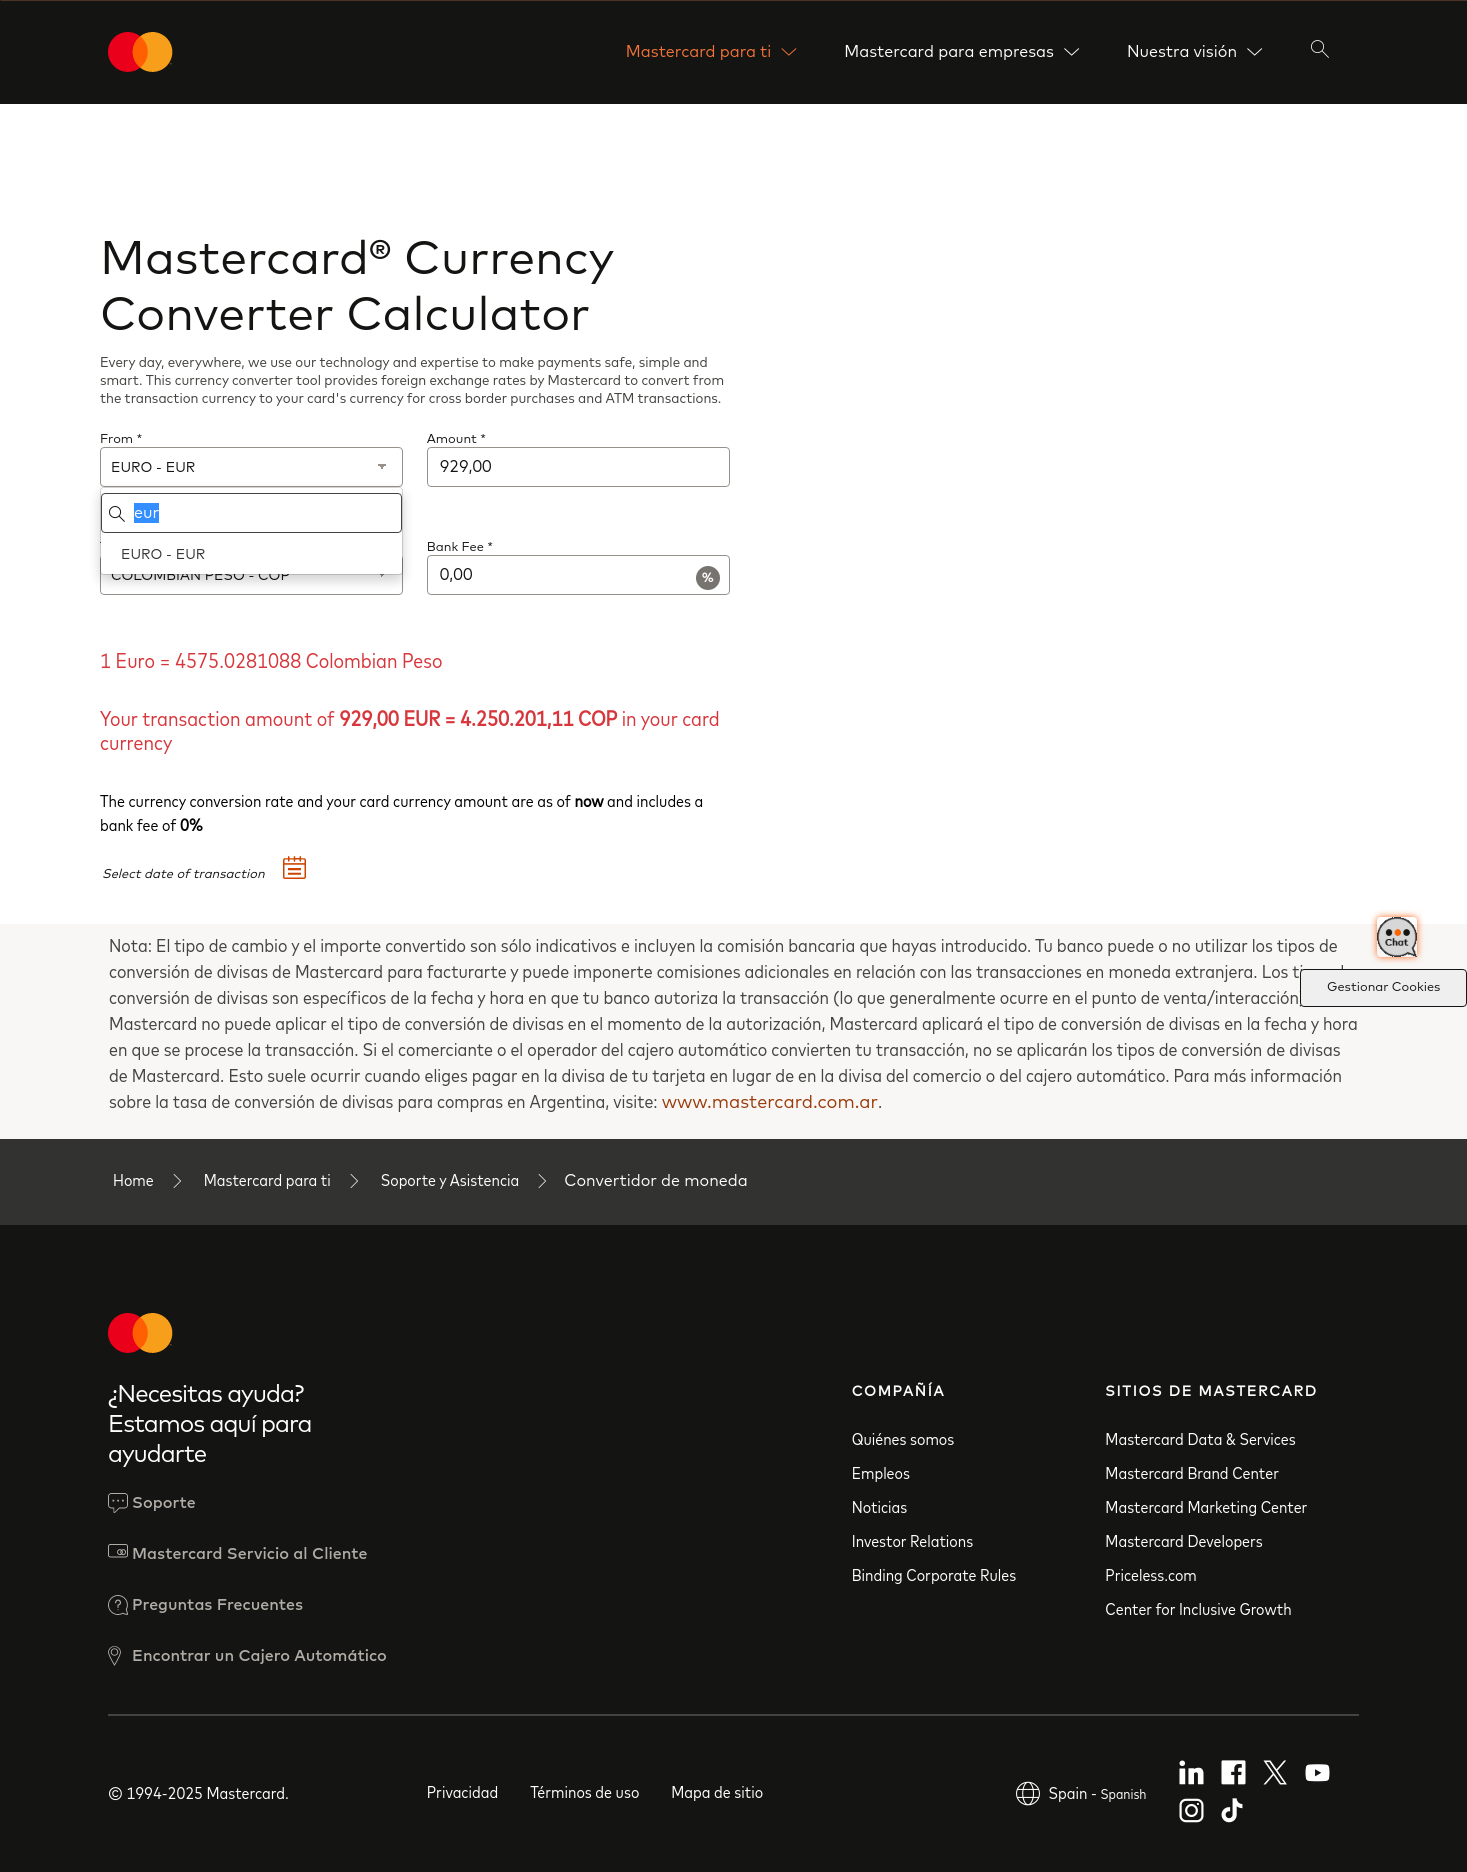 Mastercard para ti
Mastercard para empresas
Nuestra visión
Mastercard® Currency
Converter Calculator
Every day, everywhere, we use our technology and expertise to make payments safe, simple and
smart. This currency converter tool provides foreign exchange rates by Mastercard to convert from
the transaction currency to your card's currency for cross border purchases and ATM transactions.
From *
Amount *
EURO - EUR
929,00
eur
EURO - EUR
Bank Fee *
COLOMBIAN PESO - COP
0,00
%
1 Euro = 4575.0281088 Colombian Peso
Your transaction amount of 929,00 EUR = 4.250.201,11 COP in your card
currency
The currency conversion rate and your card currency amount are as of now and includes a
bank fee of 0%
Select date of transaction
Nota: El tipo de cambio y el importe convertido son sólo indicativos e incluyen la comisión bancaria que hayas introducido. Tu banco puede o no utilizar los tipos de
Chat
conversión de divisas de Mastercard para facturarte y puede imponerte comisiones adicionales en relación con las transacciones en moneda extranjera. Los
Gestionar Cookies
conversión de divisas son específicos de la fecha y hora en que tu banco autoriza la transacción (lo que generalmente ocurre en el punto de venta/interacción
Mastercard no puede aplicar el tipo de conversión de divisas en el momento de la autorización, Mastercard aplicará el tipo de conversión de divisas en la fecha y hora
en que se procese la transacción. Si el comerciante o el operador del cajero automático convierten tu transacción, no se aplicarán los tipos de conversión de divisas
de Mastercard. Esto suele ocurrir cuando eliges pagar en la divisa de tu tarjeta en lugar de en la divisa del comercio o del cajero automático. Para más información
sobre la tasa de conversión de divisas para compras en Argentina, visite: www.mastercard.com.ar.
Home
Mastercard para ti
Soporte y Asistencia
Convertidor de moneda
¿Necesitas ayuda?
Estamos aquí para
ayudarte
Soporte
Mastercard Servicio al Cliente
Preguntas Frecuentes
Encontrar un Cajero Automático
COMPAÑÍA
Quiénes somos
Empleos
Noticias
Investor Relations
Binding Corporate Rules
SITIOS DE MASTERCARD
Mastercard Data & Services
Mastercard Brand Center
Mastercard Marketing Center
Mastercard Developers
Priceless.com
Center for Inclusive Growth
© 1994-2025 Mastercard.
Privacidad
Términos de uso
Mapa de sitio
Spain - Spanish